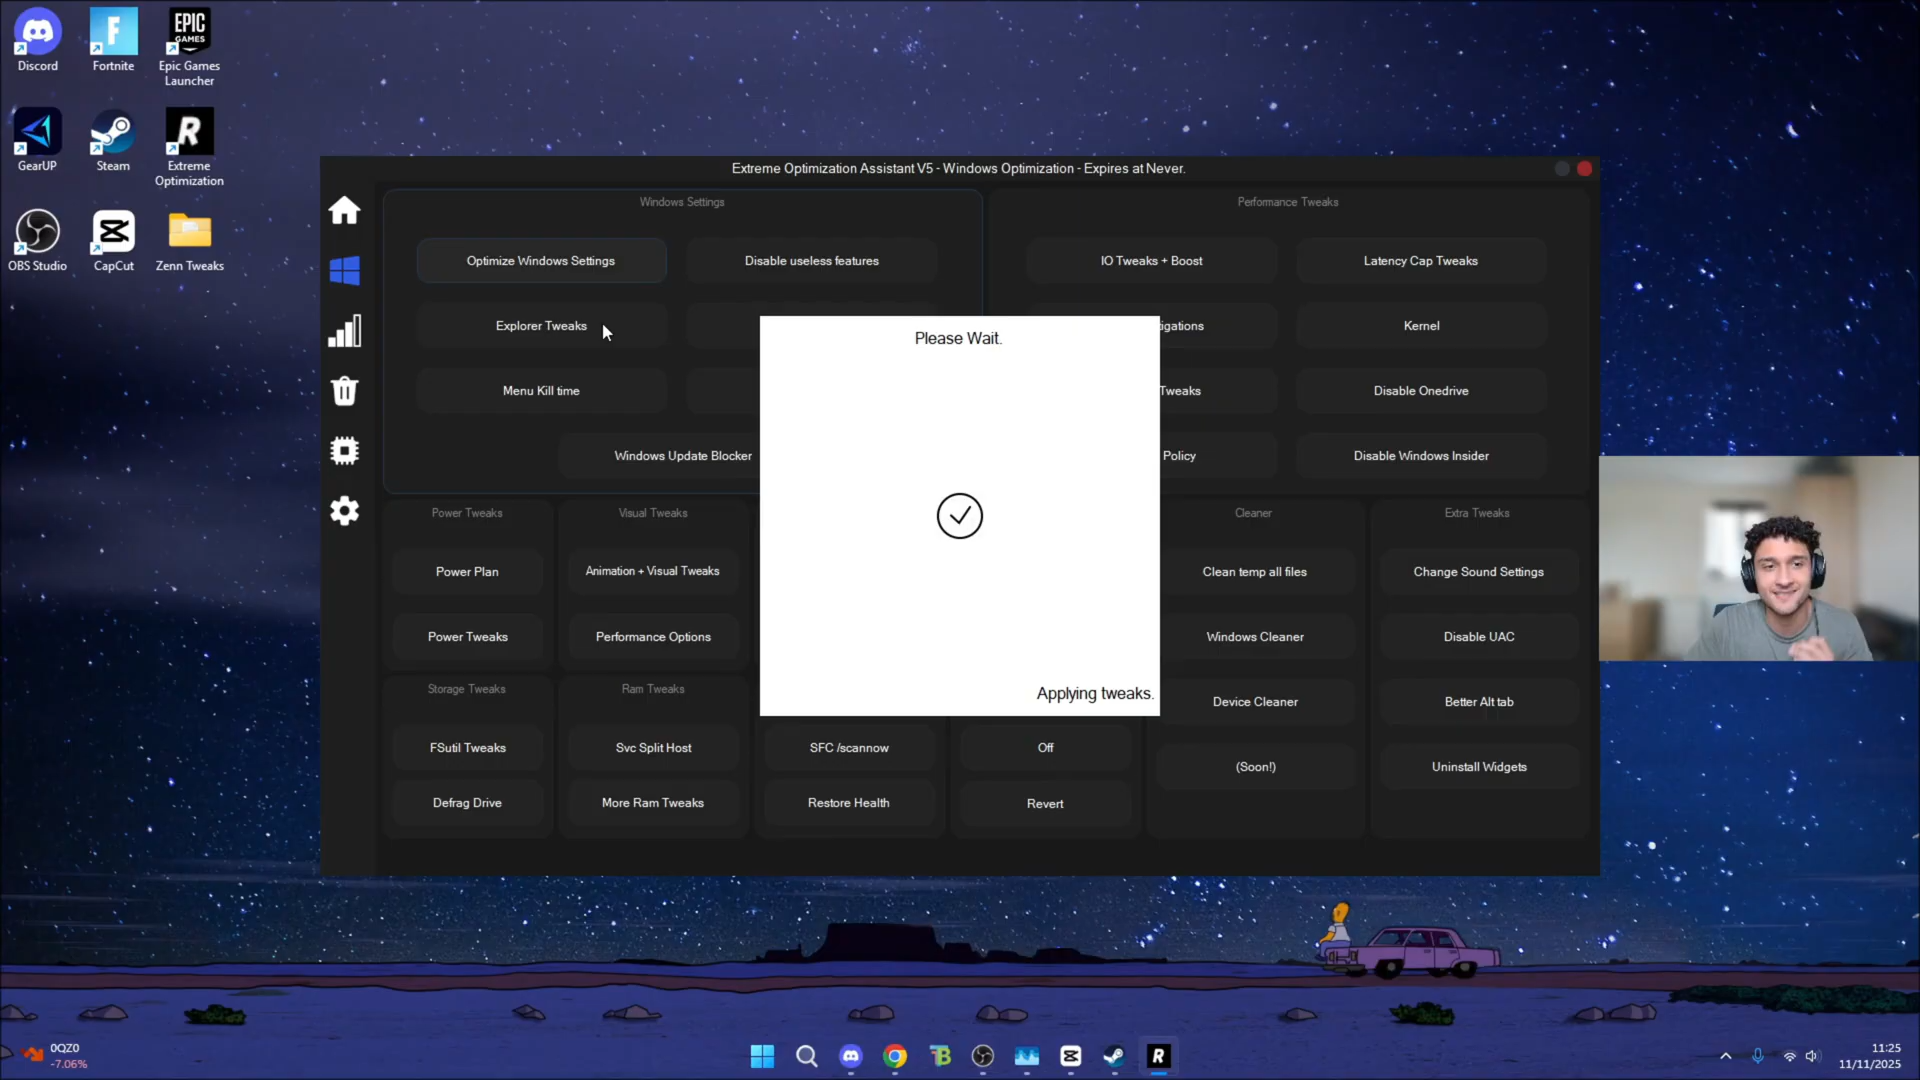 Discord
Fortnite
EPIC
GAMES
Epic Games
Launcher
GearUP
Steam
Extreme
Optimization
OBS Studio
CapCut
Zenn Tweaks
Extreme Optimization Assistant V5 - Windows Optimization - Expires at Never.
Windows Settings
Optimize Windows Settings
Disable useless features
Explorer Tweaks
Menu Kill time
Windows Update Blocker
Performance Tweaks
IO Tweaks + Boost
Latency Cap Tweaks
igations
Kernel
Tweaks
Disable Onedrive
Policy
Disable Windows Insider
Please Wait.
Applying tweaks.
Power Tweaks
Power Plan
Power Tweaks
Visual Tweaks
Animation + Visual Tweaks
Performance Options
Storage Tweaks
FSutil Tweaks
Defrag Drive
Ram Tweaks
Svc Split Host
More Ram Tweaks
SFC /scannow
Restore Health
Off
Revert
Cleaner
Clean temp all files
Windows Cleaner
Device Cleaner
(Soon!)
Extra Tweaks
Change Sound Settings
Disable UAC
Better Alt tab
Uninstall Widgets
0QZ0
-7.06%
11:25
11/11/2025